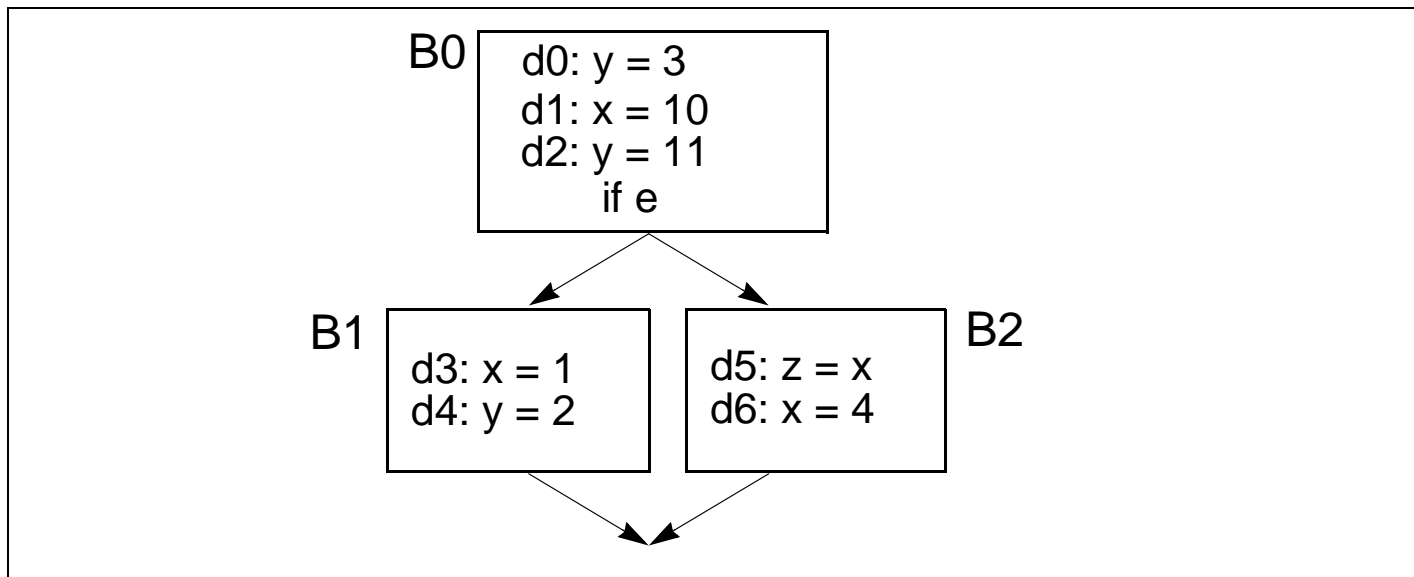 B0
d0: y = 3
d1: x = 10
d2: y = 11
if e
B1
d3: x = 1
d4: y = 2
d5: z = x
d6: x = 4
B2